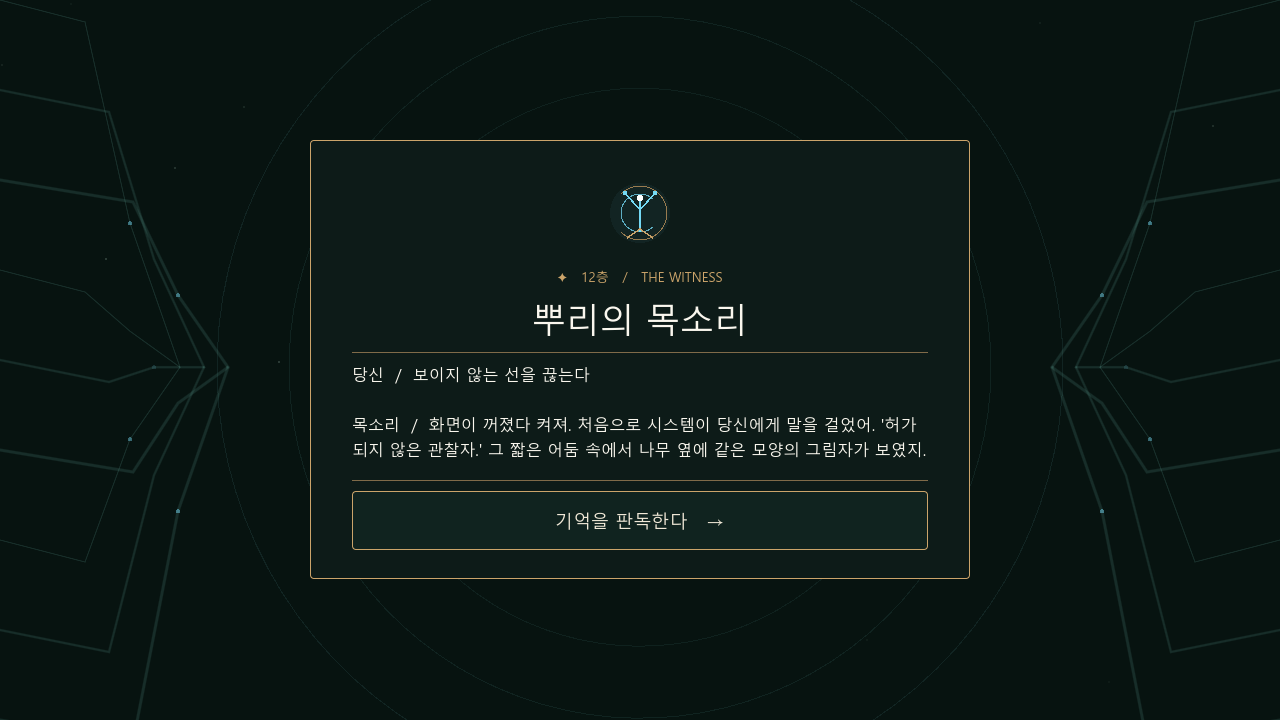 ✦ 12층 / THE WITNESS
뿌리의 목소리
당신 / 보이지 않는 선을 끊는다
목소리 / 화면이 꺼졌다 켜져. 처음으로 시스템이 당신에게 말을 걸었어. '허가
되지 않은 관찰자.' 그 짧은 어둠 속에서 나무 옆에 같은 모양의 그림자가 보였지.
기억을 판독한다 →